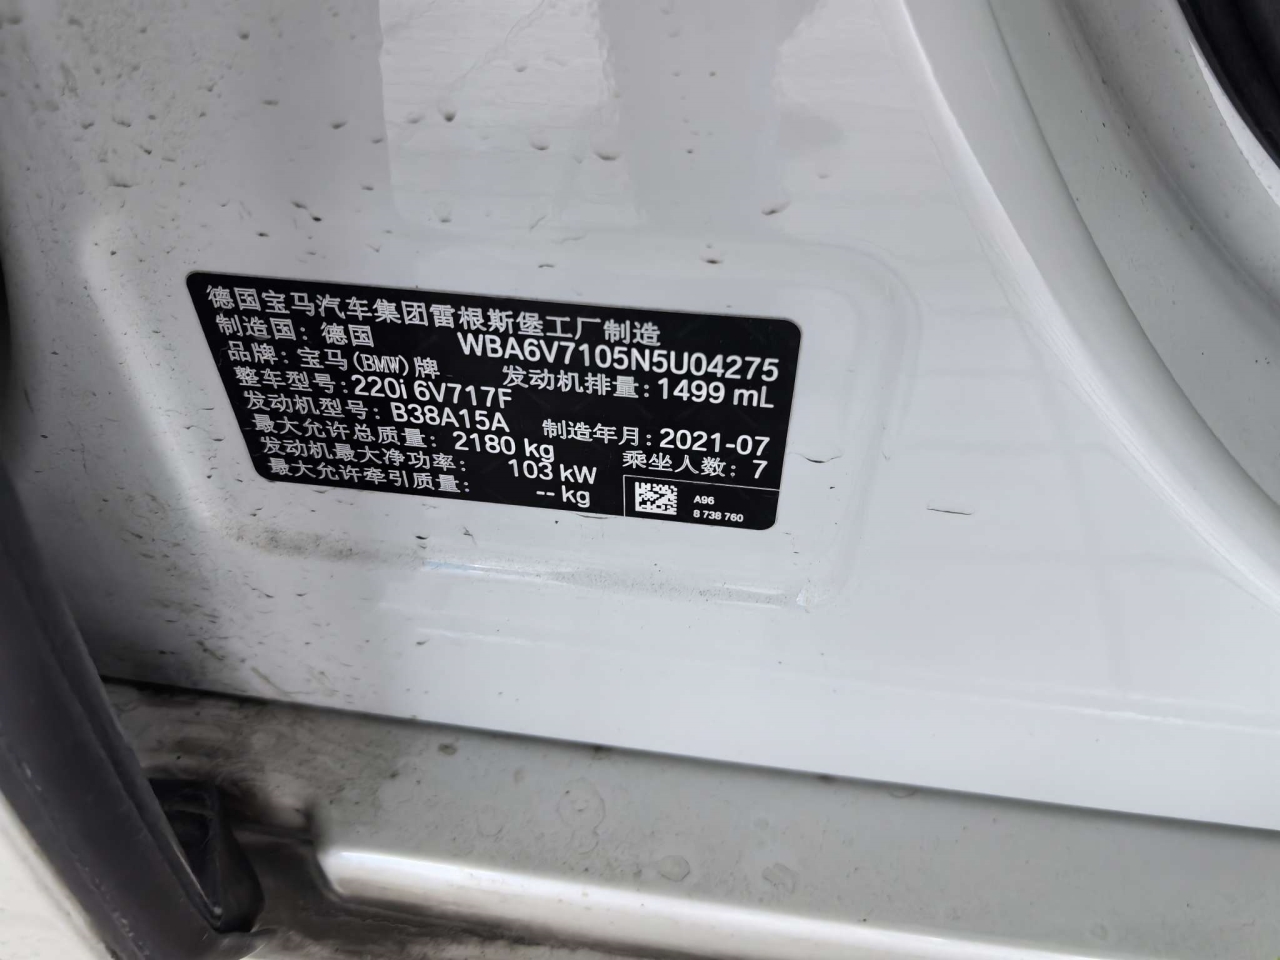 德国宝马汽车集团雷根斯堡工厂制造
制造国: 德国 WBA6V7105N5U04275
品牌: 宝马(BMW)牌 发动机排量: 1499 mL
整车型号: 220i 6V717F
发动机型号: B38A15A 制造年月: 2021-07
最大允许总质量: 2180 kg 乘坐人数: 7
发动机最大净功率: 103 kW
最大允许牵引质量: -- kg
A96
8 738 760